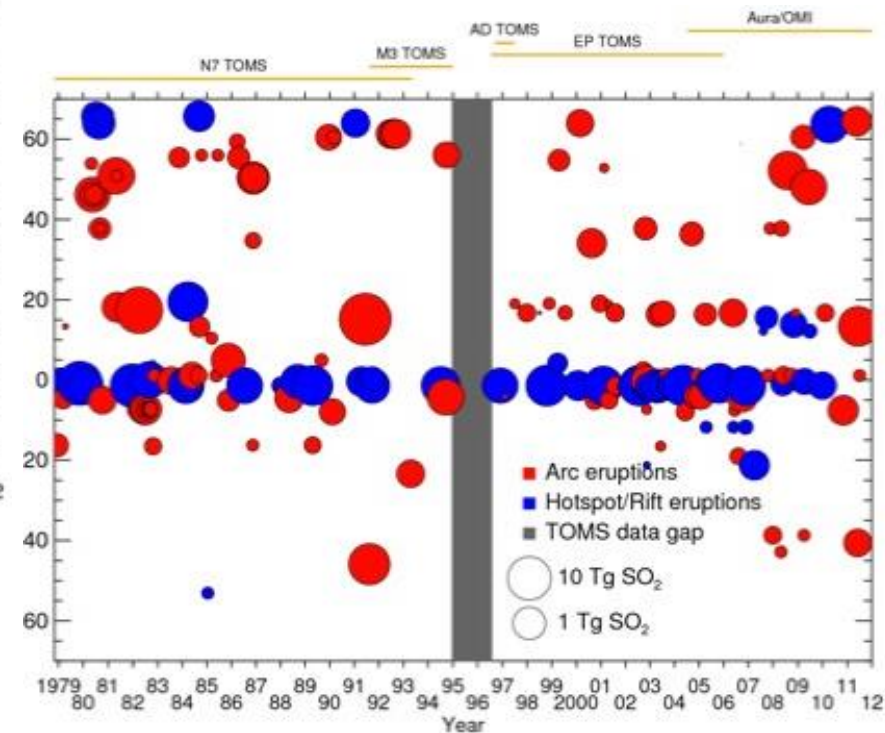 Aura/OMI
AD TOMS
EP TOMS
M3 TOMS
N7 TOMS
60
40
20
0
20
40
60
Arc eruptions
Hotspot/Rift eruptions
TOMS data gap
10 Tg SO₂
1 Tg SO₂
1979 81 83 85 87 89 91 93 95 97 99 01 03 05 07 09 11
80 82 84 86 88 90 92 94 96 98 2000 02 04 06 08 10 12
Year